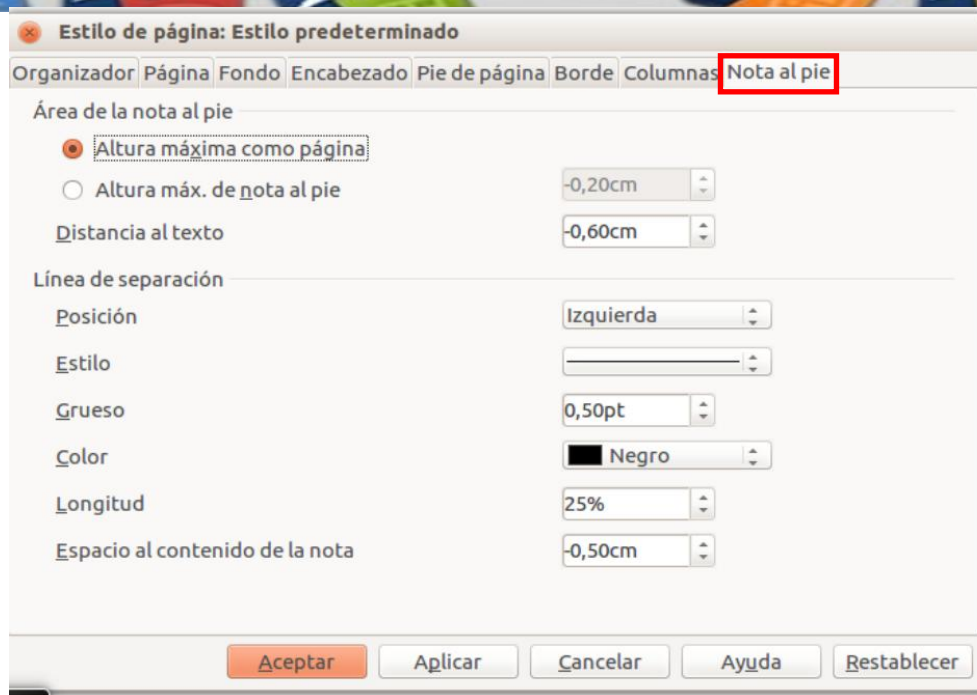 Estilo de página: Estilo predeterminado
Organizador Página Fondo Encabezado Pie de página Borde Columnas Nota al pie
Área de la nota al pie
Altura máxima como página
Altura máx. de nota al pie -0,20cm
Distancia al texto -0,60cm
Línea de separación
Posición Izquierda
Estilo
Grueso 0,50pt
Color Negro
Longitud 25%
Espacio al contenido de la nota -0,50cm
Aceptar Aplicar Cancelar Ayuda Restablecer